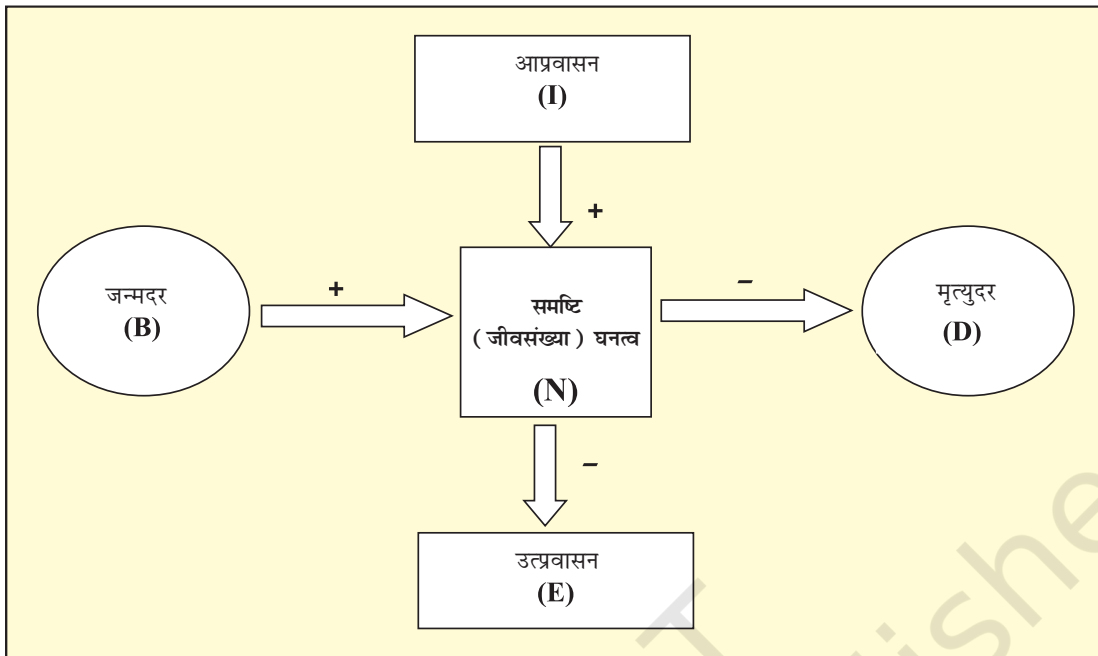 आप्रवासन
(I)
+
जन्मदर
(B)
+
समष्टि
( जीवसंख्या ) घनत्व
(N)
–
मृत्युदर
(D)
–
उत्प्रवासन
(E)